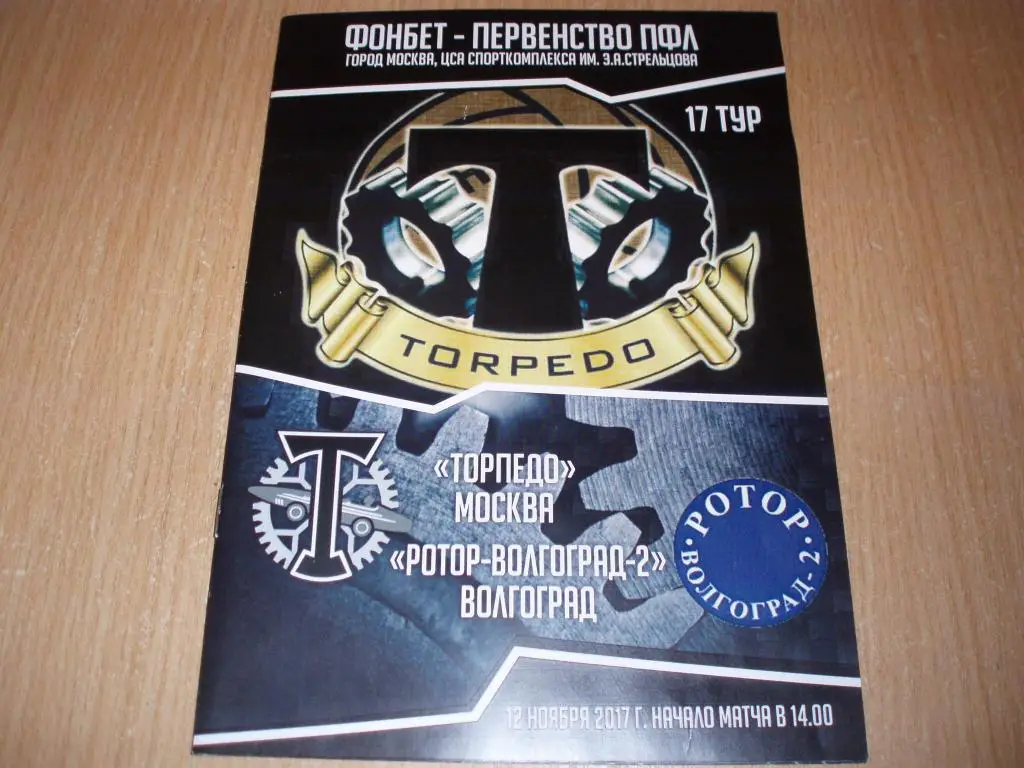 ФОНБЕТ - ПЕРВЕНСТВО ПФЛ
ГОРОД МОСКВА, ЦСА СПОРТКОМПЛЕКСА ИМ. Э.А.СТРЕЛЬЦОВА
17 ТУР
TORPEDO
«ТОРПЕДО»
МОСКВА
«РОТОР-ВОЛГОГРАД-2»
ВОЛГОГРАД
РОТОР
ВОЛГОГРАД - 2
12 НОЯБРЯ 2017 Г. НАЧАЛО МАТЧА В 14.00